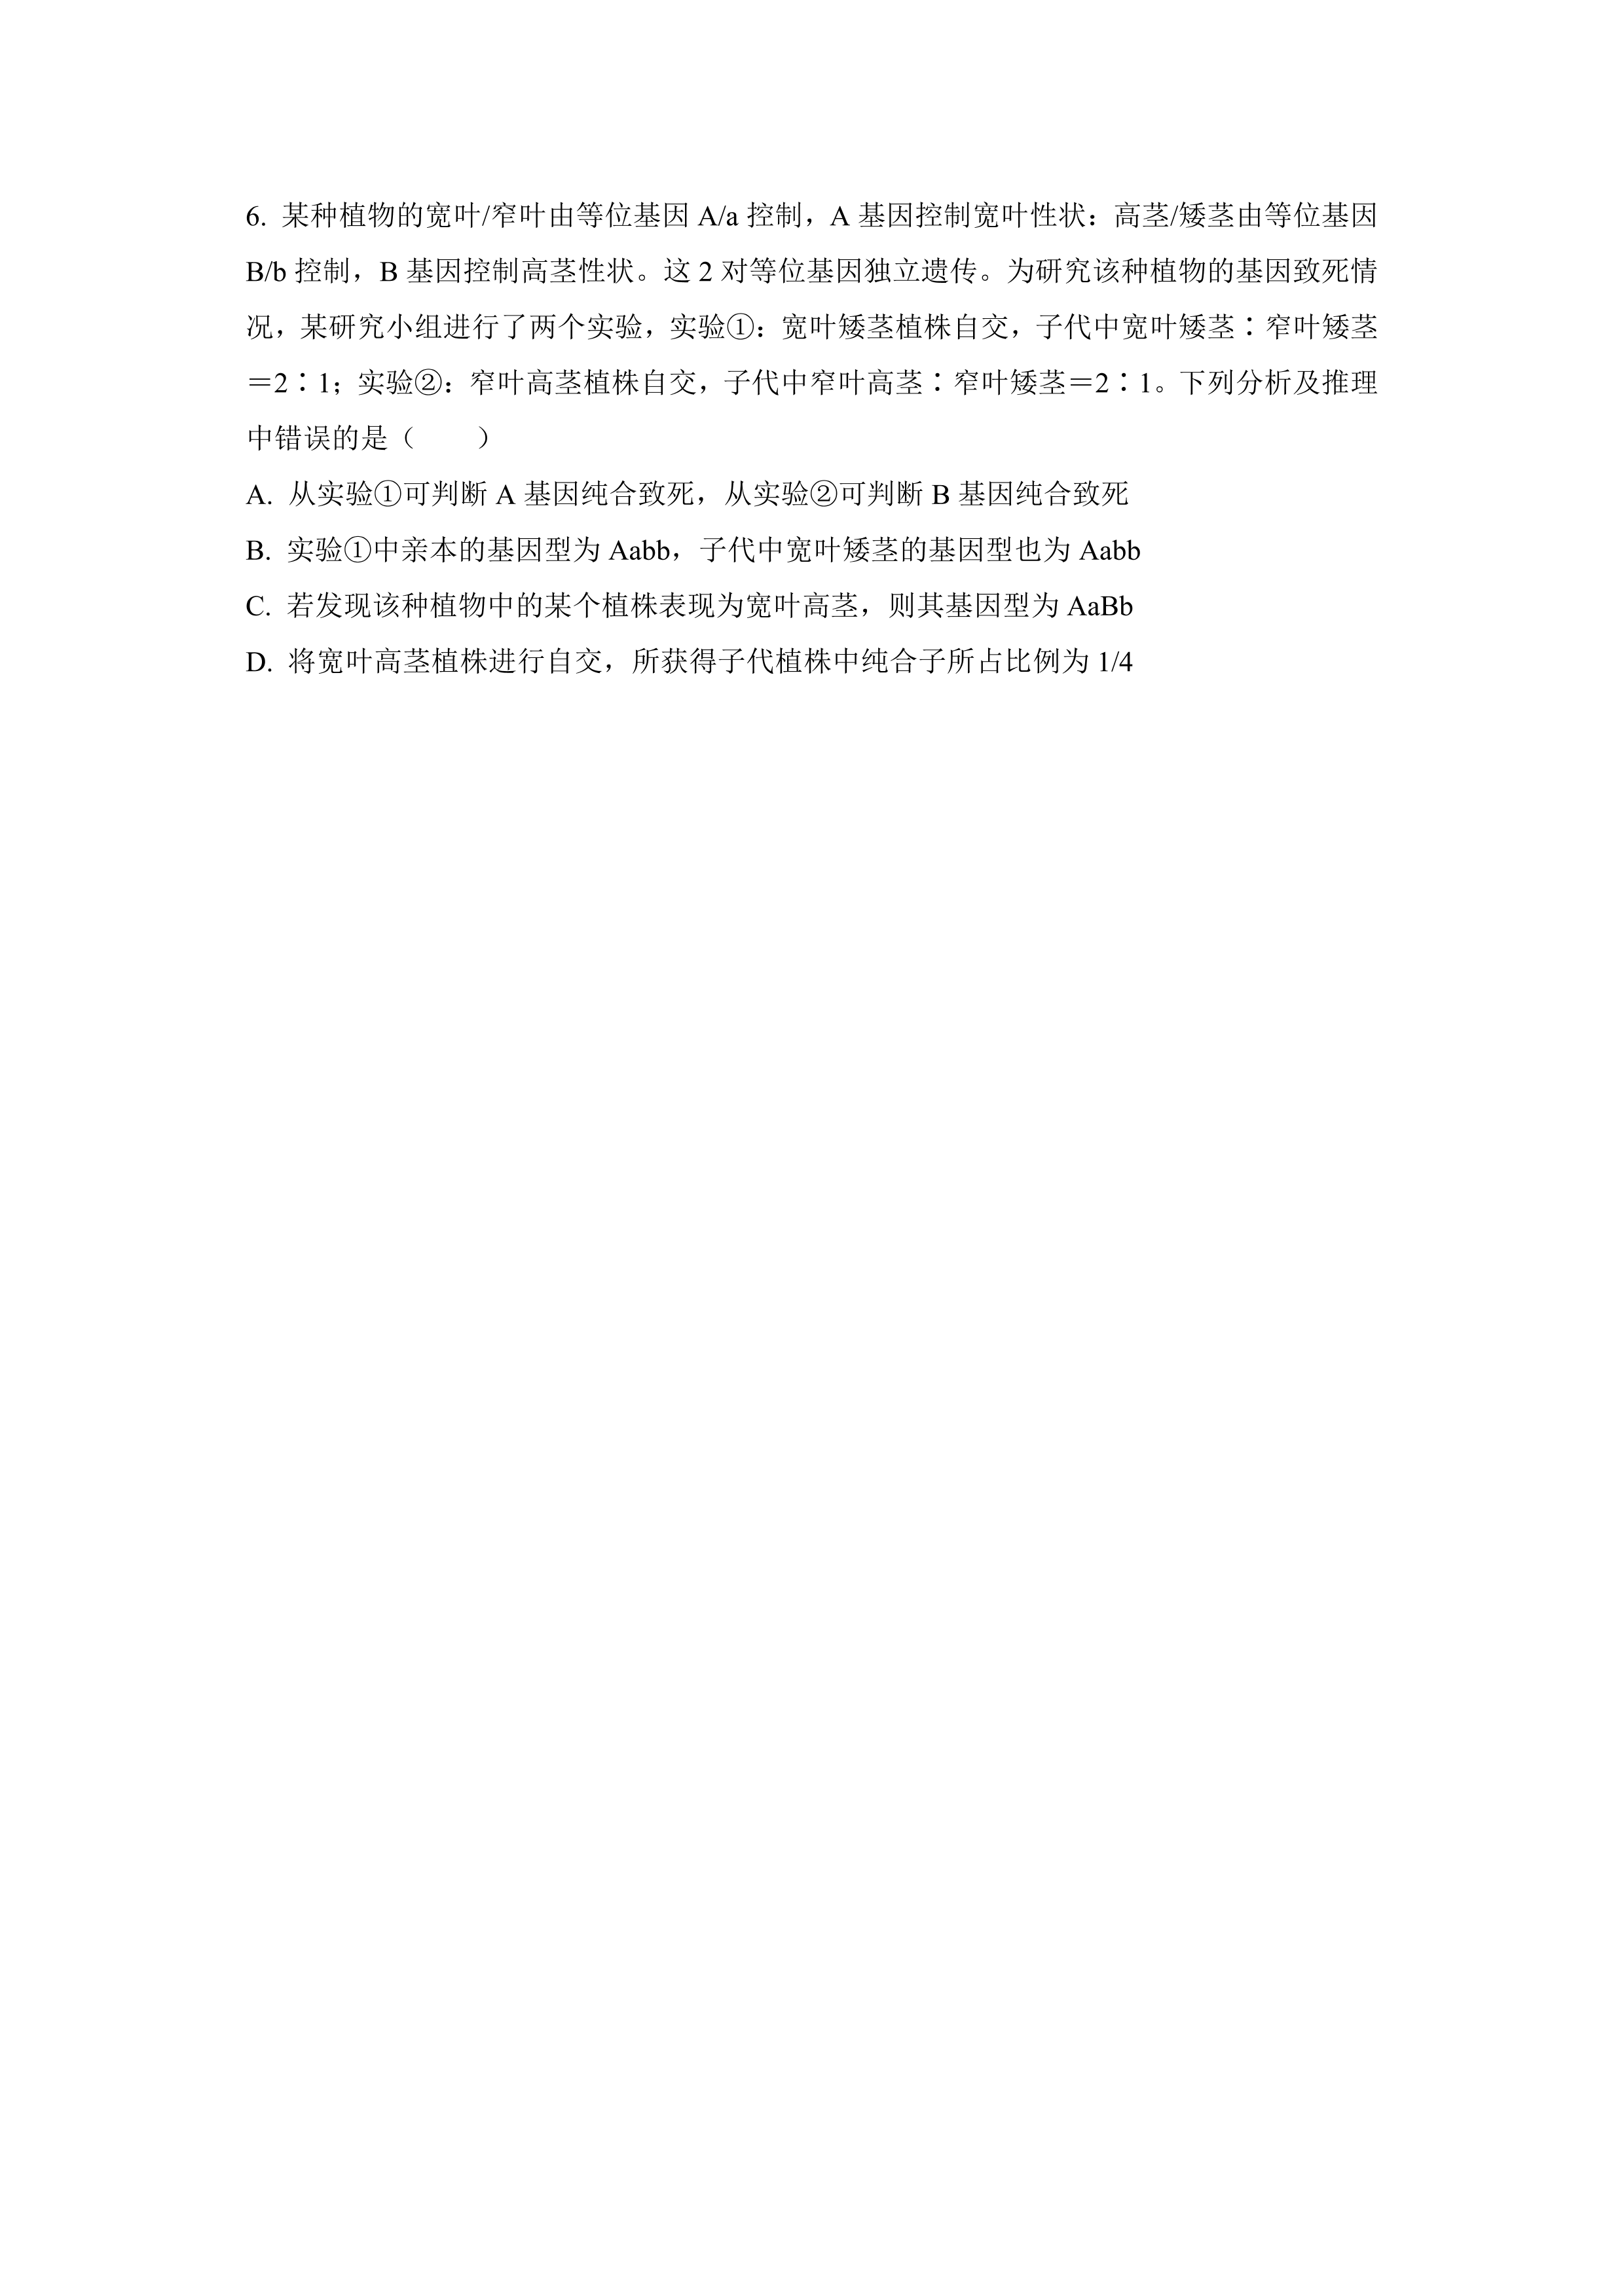 6. 某种植物的宽叶/窄叶由等位基因 A/a 控制，A 基因控制宽叶性状：高茎/矮茎由等位基因
B/b 控制，B 基因控制高茎性状。这 2 对等位基因独立遗传。为研究该种植物的基因致死情
况，某研究小组进行了两个实验，实验①：宽叶矮茎植株自交，子代中宽叶矮茎∶窄叶矮茎
＝2∶1；实验②：窄叶高茎植株自交，子代中窄叶高茎∶窄叶矮茎＝2∶1。下列分析及推理
中错误的是（　　）
A. 从实验①可判断 A 基因纯合致死，从实验②可判断 B 基因纯合致死
B. 实验①中亲本的基因型为 Aabb，子代中宽叶矮茎的基因型也为 Aabb
C. 若发现该种植物中的某个植株表现为宽叶高茎，则其基因型为 AaBb
D. 将宽叶高茎植株进行自交，所获得子代植株中纯合子所占比例为 1/4